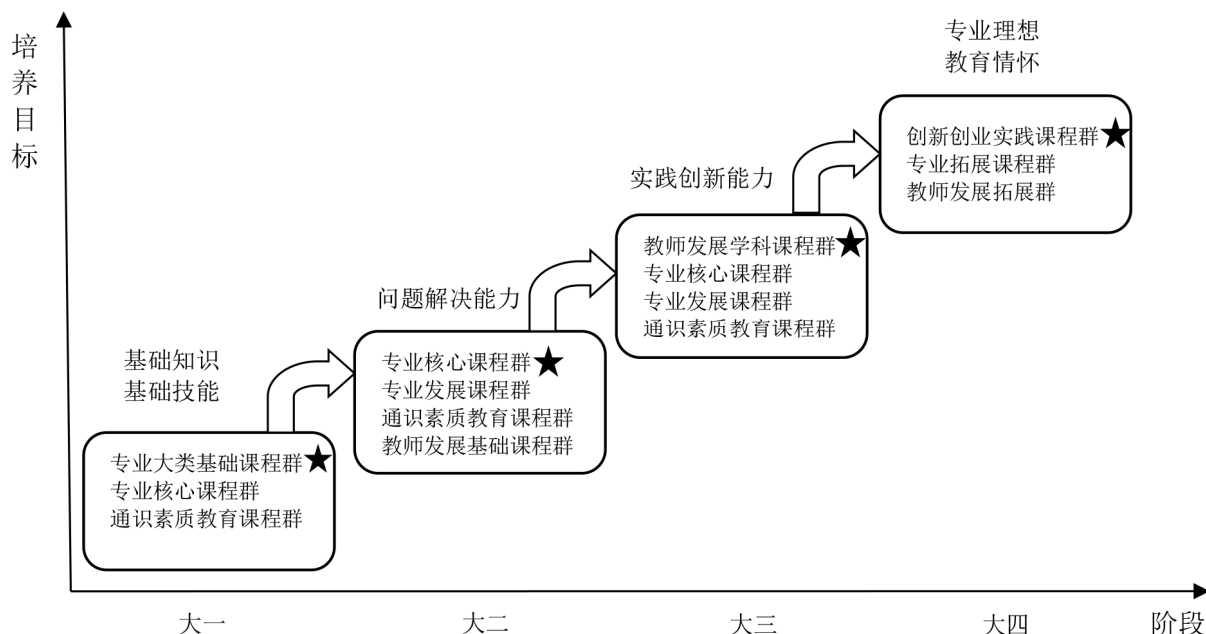 培养目标
专业理想
教育情怀
创新创业实践课程群★
专业拓展课程群
教师发展拓展群
实践创新能力
教师发展学科课程群★
专业核心课程群
专业发展课程群
通识素质教育课程群
问题解决能力
专业核心课程群★
专业发展课程群
通识素质教育课程群
教师发展基础课程群
基础知识
基础技能
专业大类基础课程群★
专业核心课程群
通识素质教育课程群
大一
大二
大三
大四
阶段